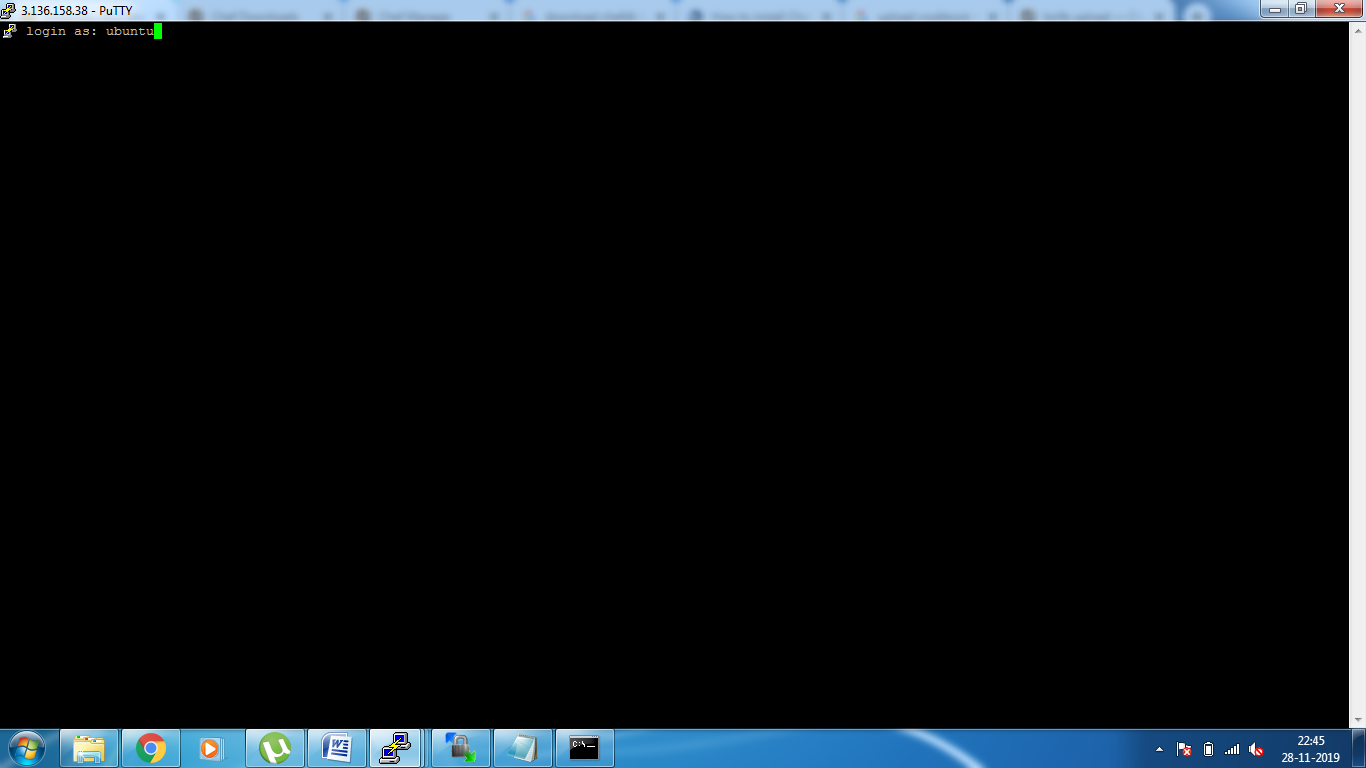 3.136.158.38 - PuTTY
login as: ubuntu
C:\_
22:45
28-11-2019